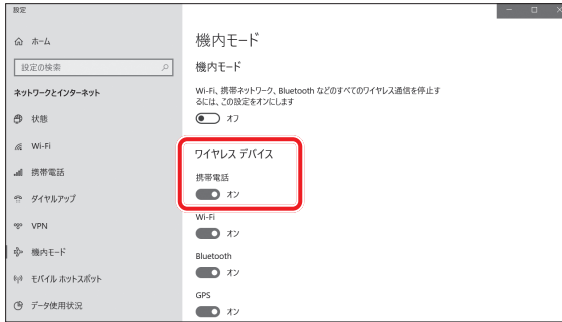 設定
ホーム
設定の検索
ネットワークとインターネット
状態
Wi-Fi
携帯電話
ダイヤルアップ
VPN
機内モード
モバイル ホットスポット
データ使用状況
機内モード
機内モード
Wi-Fi、携帯ネットワーク、Bluetooth などのすべてのワイヤレス通信を停止す
るには、この設定をオンにします
オフ
ワイヤレス デバイス
携帯電話
オン
Wi-Fi
オン
Bluetooth
オン
GPS
オン